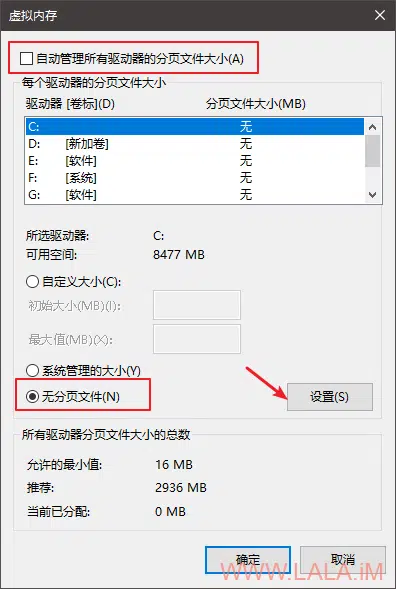 虚拟内存
自动管理所有驱动器的分页文件大小(A)
每个驱动器的分页文件大小
驱动器 [卷标](D) 分页文件大小(MB)
C: 无
D: [新加卷] 无
E: [软件] 无
F: [系统] 无
G: [软件] 无
所选驱动器: C:
可用空间: 8477 MB
自定义大小(C):
初始大小(MB)(I):
最大值(MB)(X):
系统管理的大小(Y)
无分页文件(N) 设置(S)
所有驱动器分页文件大小的总数
允许的最小值: 16 MB
推荐: 2936 MB
当前已分配: 0 MB
确定 取消
WWW.LALA.iM